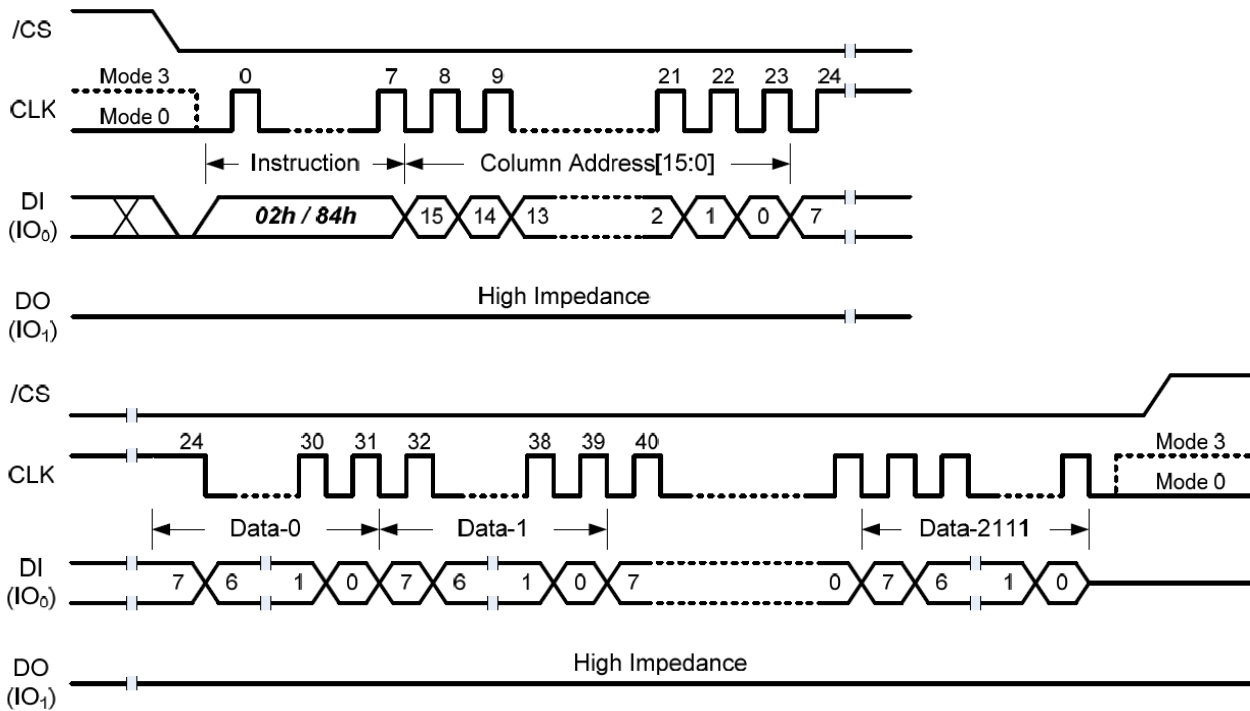 /CS
Mode 3 0 7 8 9 21 22 23 24
CLK
Mode 0
Instruction Column Address[15:0]
DI
(IO₀)
02h / 84h 15 14 13 2 1 0 7
High Impedance
DO
(IO₁)
/CS
24 30 31 32 38 39 40 Mode 3
CLK
Mode 0
Data-0 Data-1 Data-2111
DI
(IO₀)
7 6 1 0 7 6 1 0 7 0 7 6 1 0
High Impedance
DO
(IO₁)